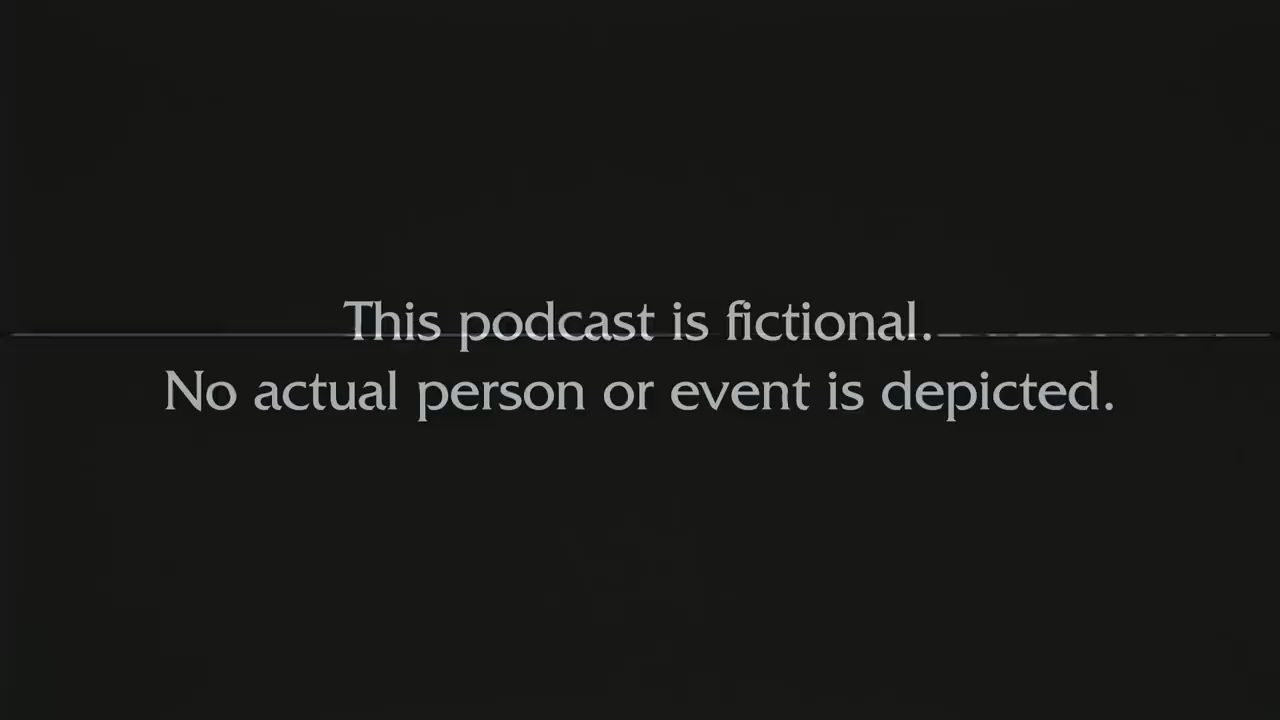 This podcast is fictional.
No actual person or event is depicted.